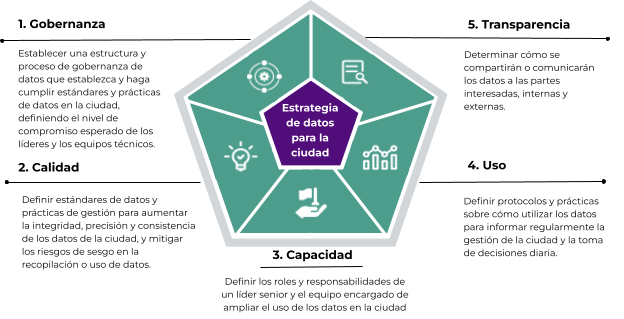 1. Gobernanza
Establecer una estructura y
proceso de gobernanza de
datos que establezca y haga
cumplir estándares y prácticas
de datos en la ciudad,
definiendo el nivel de
compromiso esperado de los
líderes y los equipos técnicos.
2. Calidad
Definir estándares de datos y
prácticas de gestión para aumentar
la integridad, precisión y consistencia
de los datos de la ciudad, y mitigar
los riesgos de sesgo en la
recopilación o uso de datos.
Estrategia
de datos
para la
ciudad
3. Capacidad
Definir los roles y responsabilidades de
un líder senior y el equipo encargado de
ampliar el uso de los datos en la ciudad
5. Transparencia
Determinar cómo se
compartirán o comunicarán
los datos a las partes
interesadas, internas y
externas.
4. Uso
Definir protocolos y prácticas
sobre cómo utilizar los datos
para informar regularmente la
gestión de la ciudad y la toma
de decisiones diaria.